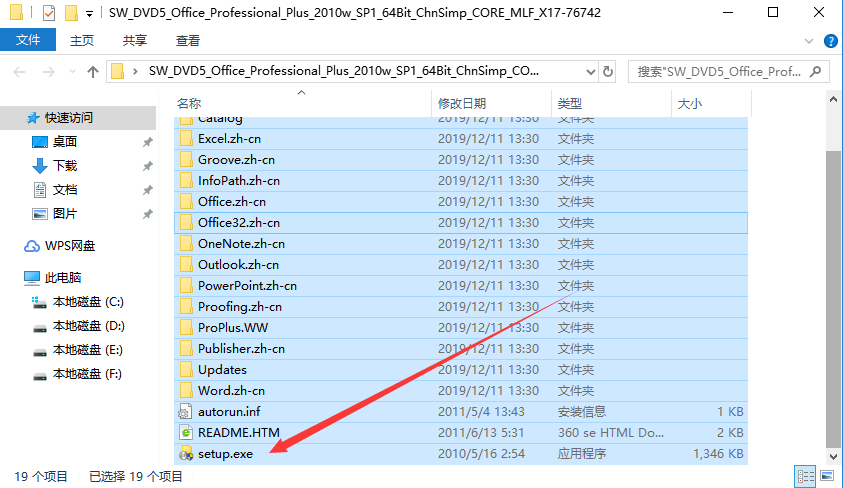 SW_DVD5_Office_Professional_Plus_2010w_SP1_64Bit_ChnSimp_CORE_MLF_X17-76742
文件 主页 共享 查看
SW_DVD5_Office_Professional_Plus_2010w_SP1_64Bit_ChnSimp_CO... 搜索"SW_DVD5_Office_Prof...
名称 修改日期 类型 大小
快速访问
桌面
下载
文档
图片
WPS网盘
此电脑
本地磁盘 (C:)
本地磁盘 (D:)
本地磁盘 (E:)
本地磁盘 (F:)
Catalog 2019/12/11 13:30 文件夹
Excel.zh-cn 2019/12/11 13:30 文件夹
Groove.zh-cn 2019/12/11 13:30 文件夹
InfoPath.zh-cn 2019/12/11 13:30 文件夹
Office.zh-cn 2019/12/11 13:30 文件夹
Office32.zh-cn 2019/12/11 13:30 文件夹
OneNote.zh-cn 2019/12/11 13:30 文件夹
Outlook.zh-cn 2019/12/11 13:30 文件夹
PowerPoint.zh-cn 2019/12/11 13:30 文件夹
Proofing.zh-cn 2019/12/11 13:30 文件夹
ProPlus.WW 2019/12/11 13:30 文件夹
Publisher.zh-cn 2019/12/11 13:30 文件夹
Updates 2019/12/11 13:30 文件夹
Word.zh-cn 2019/12/11 13:30 文件夹
autorun.inf 2011/5/4 13:43 安装信息 1 KB
README.HTM 2011/6/13 5:31 360 se HTML Do... 2 KB
setup.exe 2010/5/16 2:54 应用程序 1,346 KB
19 个项目 已选择 19 个项目